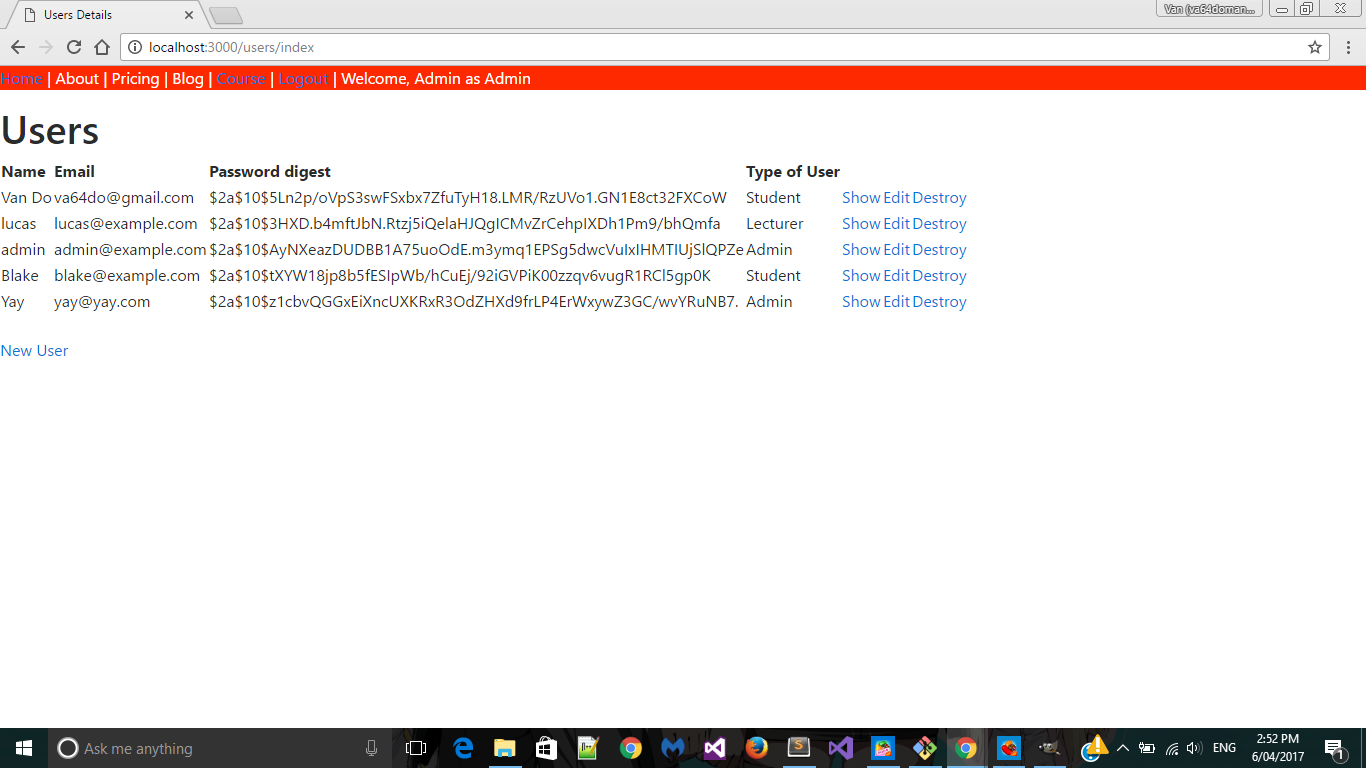 Users Details
Van (va64doman...
localhost:3000/users/index
Home | About | Pricing | Blog | Course | Logout | Welcome, Admin as Admin
Users
Name Email Password digest Type of User
Van Do va64do@gmail.com $2a$10$5Ln2p/oVpS3swFSxbx7ZfuTyH18.LMR/RzUVo1.GN1E8ct32FXCoW Student Show Edit Destroy
lucas lucas@example.com $2a$10$3HXD.b4mftJbN.Rtzj5iQelaHJQgICMvZrCehpIXDh1Pm9/bhQmfa Lecturer Show Edit Destroy
admin admin@example.com $2a$10$AyNXeazDUDBB1A75uoOdE.m3ymq1EPSg5dwcVuIxIHMTIUjSlQPZe Admin Show Edit Destroy
Blake blake@example.com $2a$10$tXYW18jp8b5fESIpWb/hCuEj/92iGVPiK00zzqv6vugR1RCl5gp0K Student Show Edit Destroy
Yay yay@yay.com $2a$10$z1cbvQGGxEiXncUXKRxR3OdZHXd9frLP4ErWxywZ3GC/wvYRuNB7. Admin Show Edit Destroy
New User
Ask me anything
ENG
2:52 PM
6/04/2017